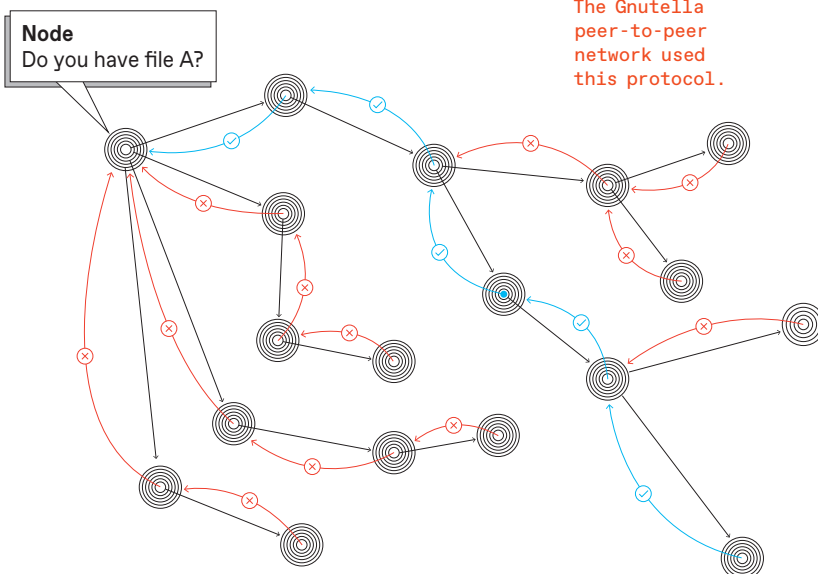 Node
Do you have file A?
The Gnutella
peer-to-peer
network used
this protocol.